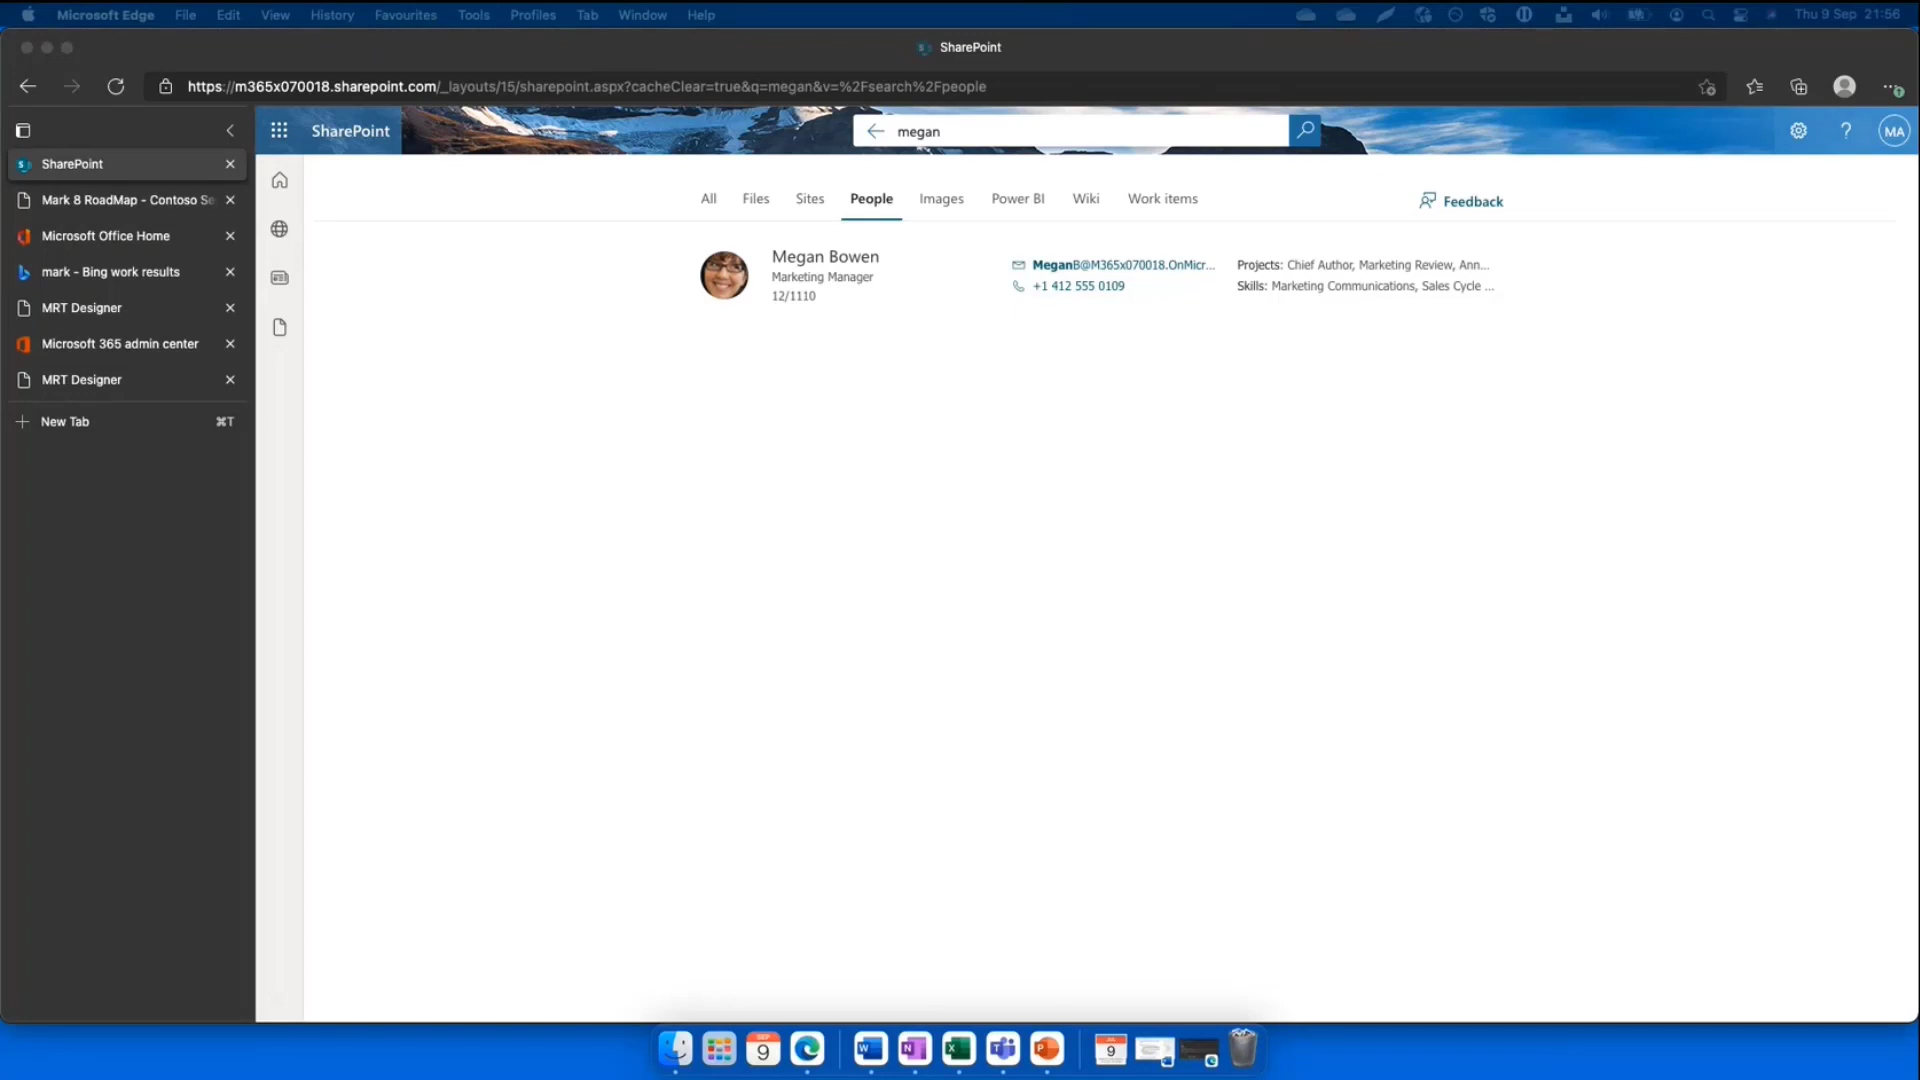 Microsoft Edge File Edit View History Favourites Tools Profiles Tab Window Help Thu 9 Sep 21:56
SharePoint
https://m365x070018.sharepoint.com/_layouts/15/sharepoint.aspx?cacheClear=true&q=megan&v=%2Fsearch%2Fpeople
SharePoint
megan
? MA
SharePoint
Mark 8 RoadMap - Contoso Se
Microsoft Office Home
mark - Bing work results
MRT Designer
Microsoft 365 admin center
MRT Designer
New Tab ⌘T
All Files Sites People Images Power BI Wiki Work items Feedback
Megan Bowen
Marketing Manager
12/1110
MeganB@M365x070018.OnMicr...
+1 412 555 0109
Projects: Chief Author, Marketing Review, Ann...
Skills: Marketing Communications, Sales Cycle ...
SEP
9
9